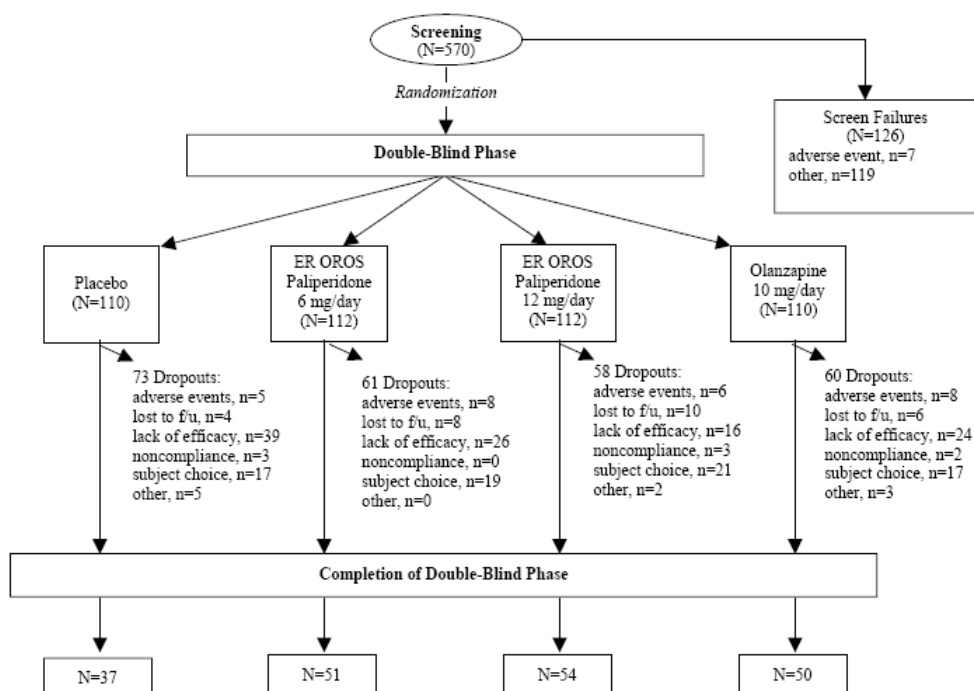 Screening
(N=570)
Randomization
Screen Failures
(N=126)
adverse event, n=7
other, n=119
Double-Blind Phase
Placebo
(N=110)
ER OROS
Paliperidone
6 mg/day
(N=112)
ER OROS
Paliperidone
12 mg/day
(N=112)
Olanzapine
10 mg/day
(N=110)
73 Dropouts:
adverse events, n=5
lost to f/u, n=4
lack of efficacy, n=39
noncompliance, n=3
subject choice, n=17
other, n=5
61 Dropouts:
adverse events, n=8
lost to f/u, n=8
lack of efficacy, n=26
noncompliance, n=0
subject choice, n=19
other, n=0
58 Dropouts:
adverse events, n=6
lost to f/u, n=10
lack of efficacy, n=16
noncompliance, n=3
subject choice, n=21
other, n=2
60 Dropouts:
adverse events, n=8
lost to f/u, n=6
lack of efficacy, n=24
noncompliance, n=2
subject choice, n=17
other, n=3
Completion of Double-Blind Phase
N=37
N=51
N=54
N=50